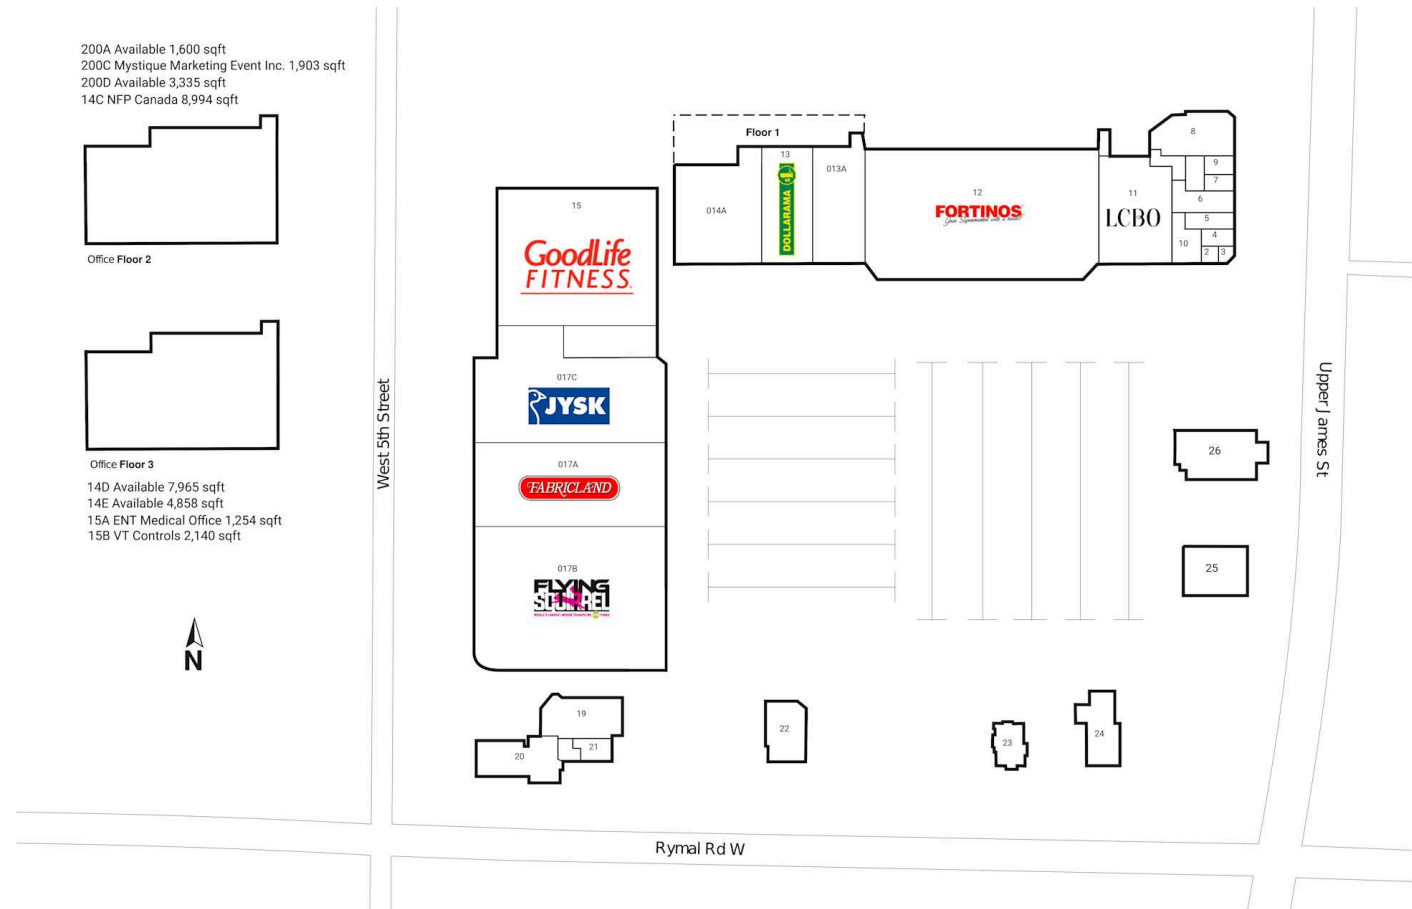 200A Available 1,600 sqft
200C Mystique Marketing Event Inc. 1,903 sqft
200D Available 3,335 sqft
14C NFP Canada 8,994 sqft
Office Floor 2
Office Floor 3
14D Available 7,965 sqft
14E Available 4,858 sqft
15A ENT Medical Office 1,254 sqft
15B VT Controls 2,140 sqft
N
West 5th Street
Floor 1
014A
13
DOLLARAMA
013A
12
FORTINOS
11
LCBO
8
9
7
6
5
4
10
2
3
15
GoodLife
FITNESS
017C
JYSK
017A
FABRICLAND
017B
FLYING
SQUIRREL
19
20
21
22
23
24
25
26
Upper James St
Rymal Rd W